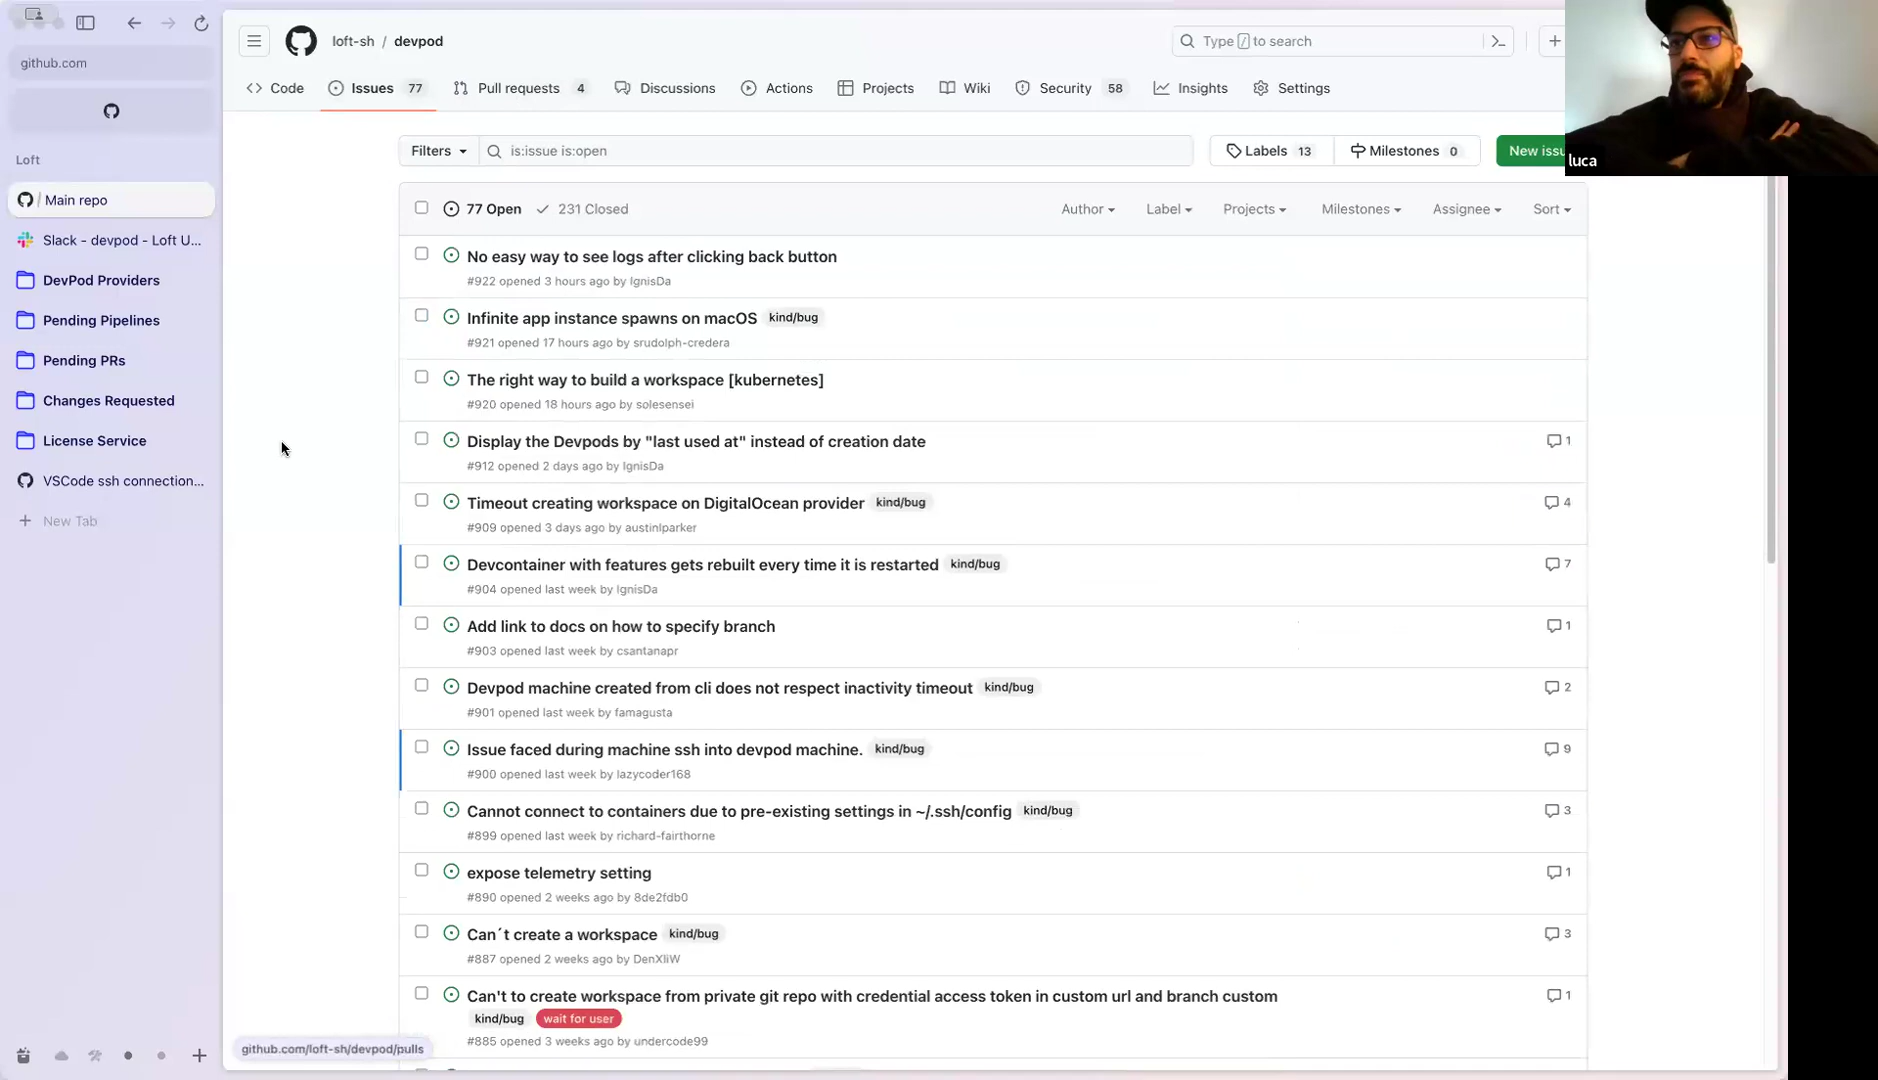 github.com
Loft
/ Main repo
Slack - devpod - Loft U...
DevPod Providers
Pending Pipelines
Pending PRs
Changes Requested
License Service
VSCode ssh connection...
+ New Tab
loft-sh / devpod
Type / to search
Code
Issues 77
Pull requests 4
Discussions
Actions
Projects
Wiki
Security 58
Insights
Settings
luca
Filters
is:issue is:open
Labels 13
Milestones 0
New issu
77 Open
231 Closed
Author
Label
Projects
Milestones
Assignee
Sort
No easy way to see logs after clicking back button
#922 opened 3 hours ago by IgnisDa
Infinite app instance spawns on macOS kind/bug
#921 opened 17 hours ago by srudolph-credera
The right way to build a workspace [kubernetes]
#920 opened 18 hours ago by solesensei
Display the Devpods by "last used at" instead of creation date 1
#912 opened 2 days ago by IgnisDa
Timeout creating workspace on DigitalOcean provider kind/bug 4
#909 opened 3 days ago by austinlparker
Devcontainer with features gets rebuilt every time it is restarted kind/bug 7
#904 opened last week by IgnisDa
Add link to docs on how to specify branch 1
#903 opened last week by csantanapr
Devpod machine created from cli does not respect inactivity timeout kind/bug 2
#901 opened last week by famagusta
Issue faced during machine ssh into devpod machine. kind/bug 9
#900 opened last week by lazycoder168
Cannot connect to containers due to pre-existing settings in ~/.ssh/config kind/bug 3
#899 opened last week by richard-fairthorne
expose telemetry setting 1
#890 opened 2 weeks ago by 8de2fdb0
Can´t create a workspace kind/bug 3
#887 opened 2 weeks ago by DenXliW
Can't to create workspace from private git repo with credential access token in custom url and branch custom 1
kind/bug wait for user
#885 opened 3 weeks ago by undercode99
github.com/loft-sh/devpod/pulls